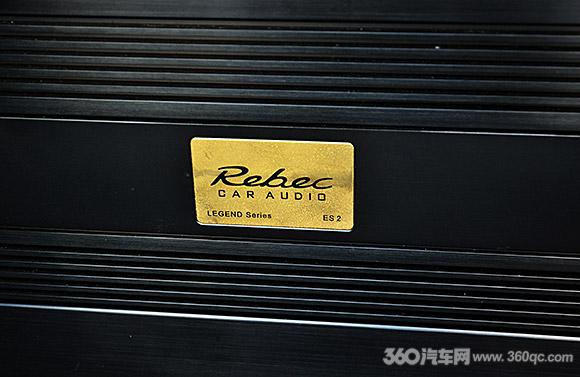 Rebec
CAR AUDIO
LEGEND Series ES 2
360汽车网 www.360qc.com